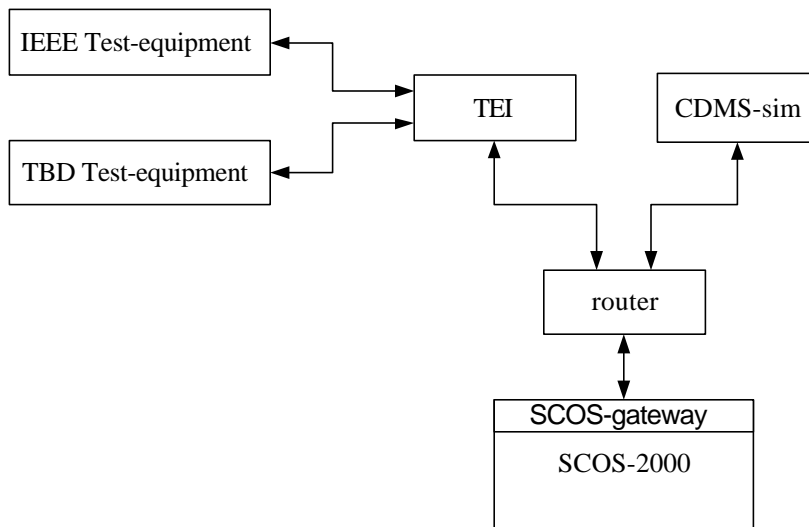 IEEE Test-equipment
TEI
CDMS-sim
TBD Test-equipment
router
SCOS-gateway
SCOS-2000